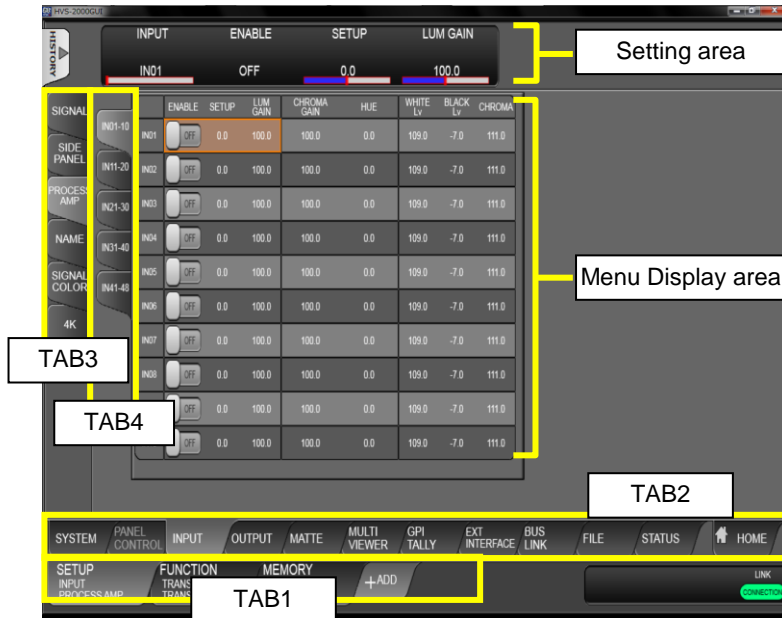 HVS-2000GUI
HISTORY
INPUT ENABLE SETUP LUM GAIN
IN01 OFF 0.0 100.0
Setting area
SIGNAL
SIDE
PANEL
PROCESS
AMP
NAME
SIGNAL
COLOR
4K
IN01-10
IN11-20
IN21-30
IN31-40
IN41-48
ENABLE SETUP LUM GAIN CHROMA GAIN HUE WHITE Lv BLACK Lv CHROMA
IN01 OFF 0.0 100.0 100.0 0.0 109.0 -7.0 111.0
IN02 OFF 0.0 100.0 100.0 0.0 109.0 -7.0 111.0
IN03 OFF 0.0 100.0 100.0 0.0 109.0 -7.0 111.0
IN04 OFF 0.0 100.0 100.0 0.0 109.0 -7.0 111.0
IN05 OFF 0.0 100.0 100.0 0.0 109.0 -7.0 111.0
IN06 OFF 0.0 100.0 100.0 0.0 109.0 -7.0 111.0
IN07 OFF 0.0 100.0 100.0 0.0 109.0 -7.0 111.0
IN08 OFF 0.0 100.0 100.0 0.0 109.0 -7.0 111.0
OFF 0.0 100.0 100.0 0.0 109.0 -7.0 111.0
OFF 0.0 100.0 100.0 0.0 109.0 -7.0 111.0
Menu Display area
TAB3
TAB4
TAB2
SYSTEM PANEL CONTROL INPUT OUTPUT MATTE MULTI VIEWER GPI TALLY EXT INTERFACE BUS LINK FILE STATUS HOME
SETUP FUNCTION MEMORY
INPUT TRANS
PROCESS AMP TRANS
+ADD
TAB1
LINK
CONNECTION